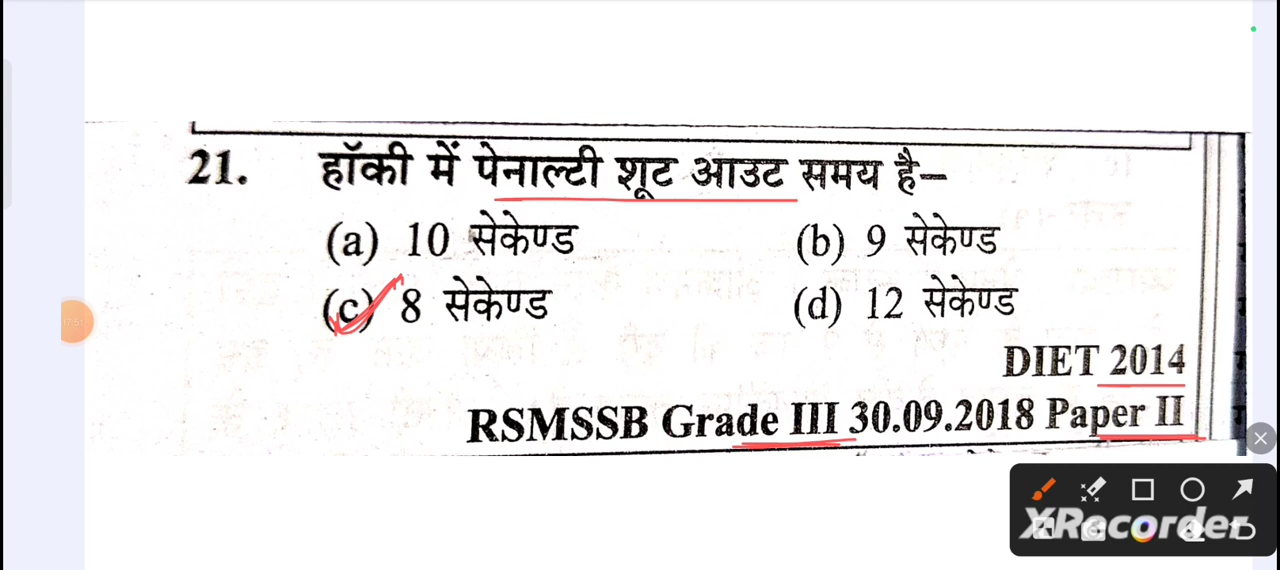 21. हॉकी में पेनाल्टी शूट आउट समय है–
(a) 10 सेकेण्ड (b) 9 सेकेण्ड
(c) 8 सेकेण्ड (d) 12 सेकेण्ड
DIET 2014
RSMSSB Grade III 30.09.2018 Paper II
XRecorder